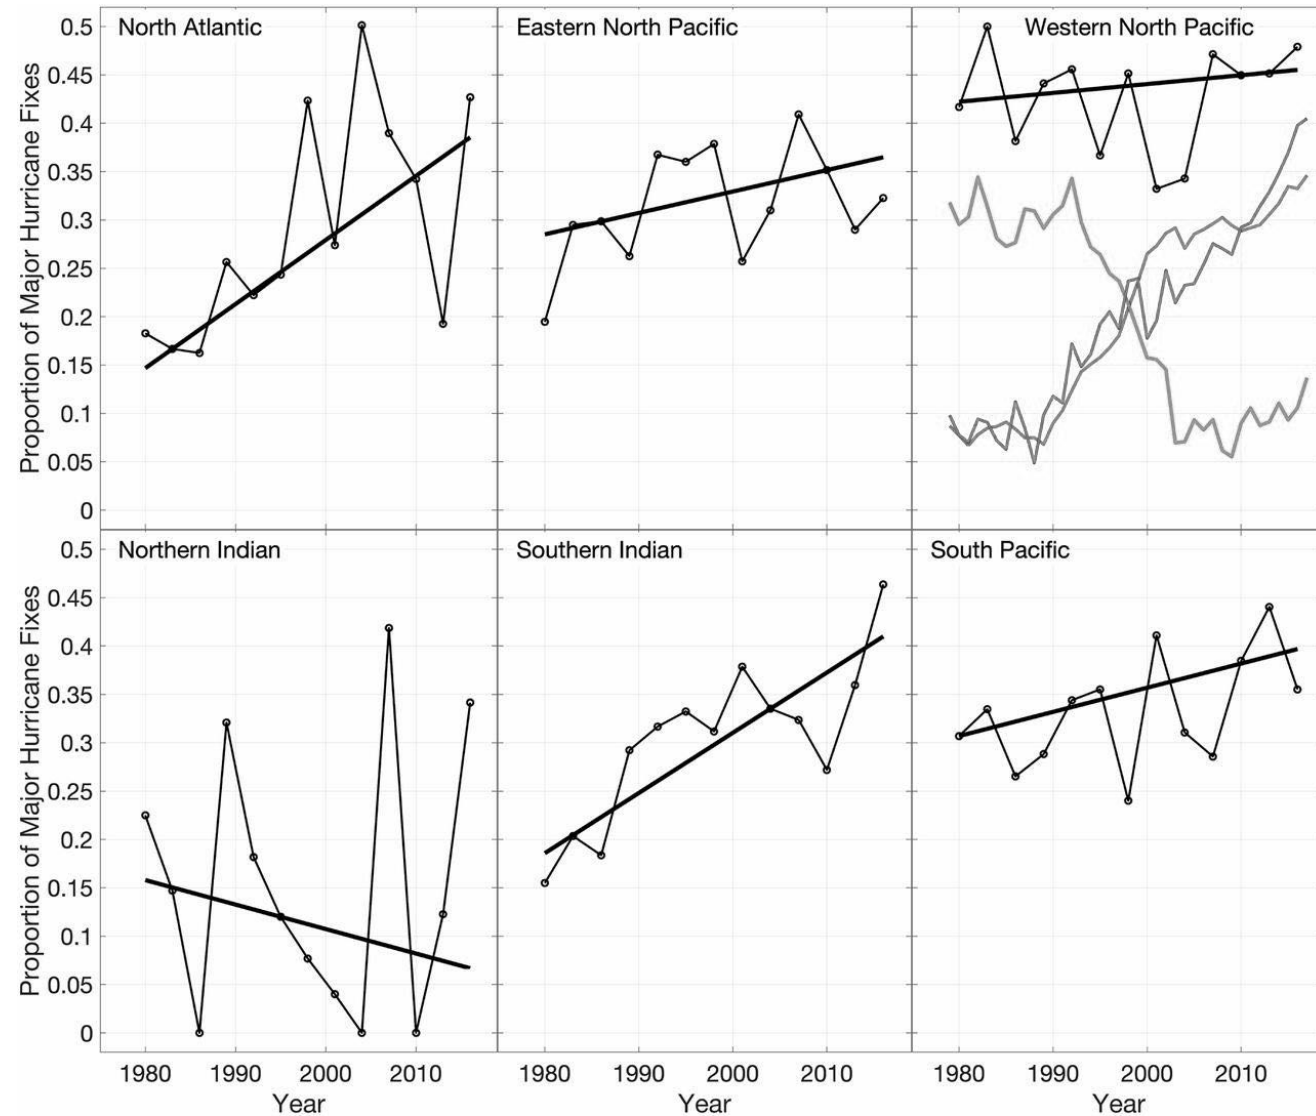 North Atlantic
Eastern North Pacific
Western North Pacific
Proportion of Major Hurricane Fixes
0.5
0.45
0.4
0.35
0.3
0.25
0.2
0.15
0.1
0.05
0
Northern Indian
Southern Indian
South Pacific
Proportion of Major Hurricane Fixes
0.5
0.45
0.4
0.35
0.3
0.25
0.2
0.15
0.1
0.05
0
1980 1990 2000 2010 1980 1990 2000 2010 1980 1990 2000 2010
Year Year Year